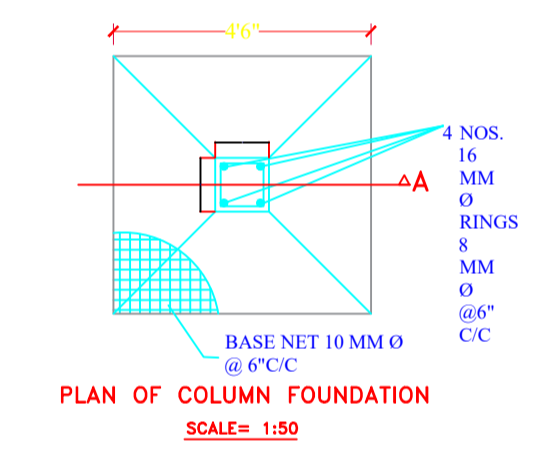 4'6"
4 NOS.
16
MM
Ø
RINGS
8
MM
Ø
@6"
C/C
A
BASE NET 10 MM Ø
@ 6"C/C
PLAN OF COLUMN FOUNDATION
SCALE= 1:50